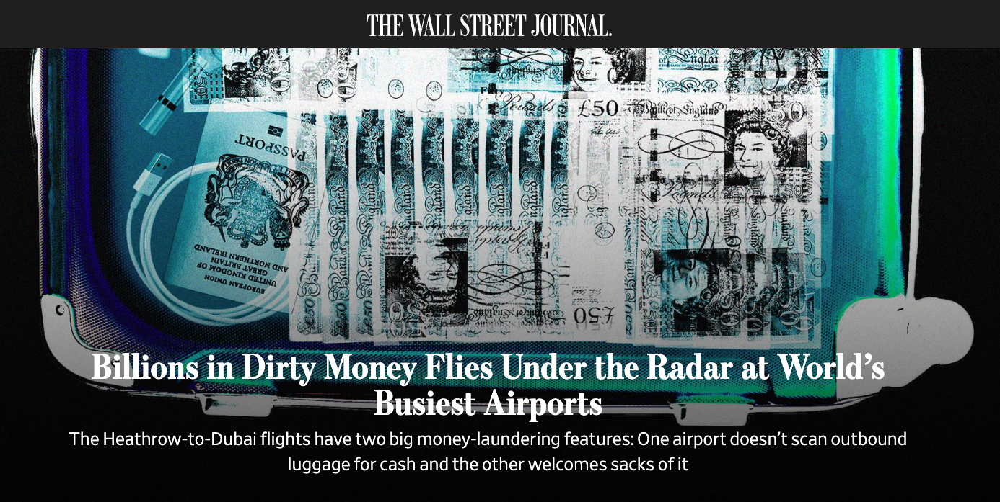 THE WALL STREET JOURNAL.
£50
Bank of England
Pounds
PASSPORT
EUROPEAN UNION
UNITED KINGDOM OF
GREAT BRITAIN
AND NORTHERN IRELAND
£50
Billions in Dirty Money Flies Under the Radar at World’s
Busiest Airports
The Heathrow-to-Dubai flights have two big money-laundering features: One airport doesn’t scan outbound
luggage for cash and the other welcomes sacks of it